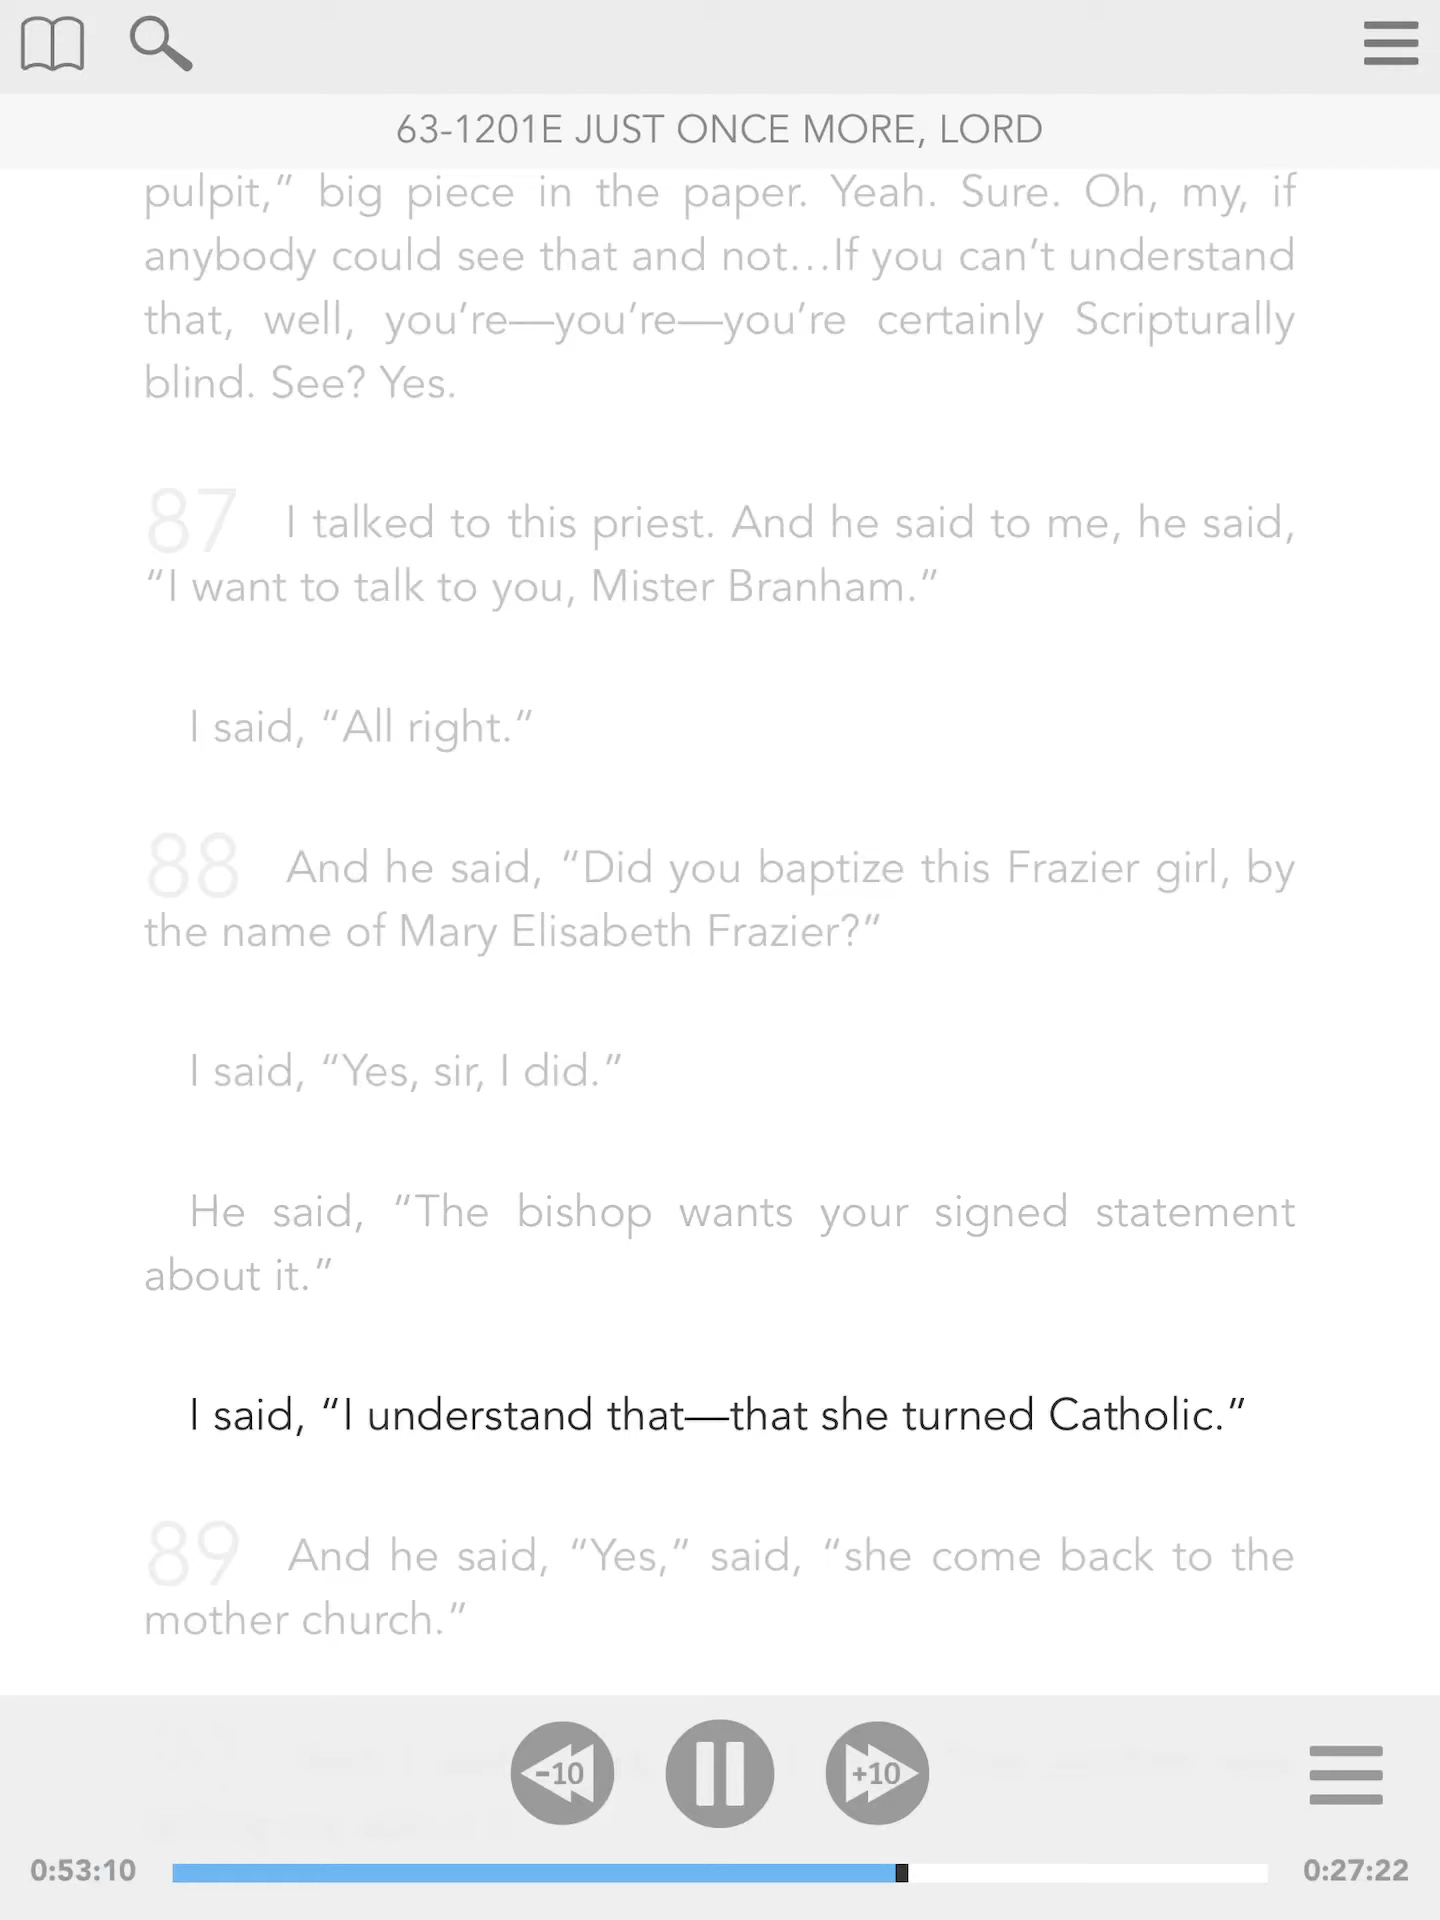 63-1201E JUST ONCE MORE, LORD
pulpit,” big piece in the paper. Yeah. Sure. Oh, my, if
anybody could see that and not…If you can’t understand
that, well, you’re—you’re—you’re certainly Scripturally
blind. See? Yes.
87 I talked to this priest. And he said to me, he said,
“I want to talk to you, Mister Branham.”
I said, “All right.”
88 And he said, “Did you baptize this Frazier girl, by
the name of Mary Elisabeth Frazier?”
I said, “Yes, sir, I did.”
He said, “The bishop wants your signed statement
about it.”
I said, “I understand that—that she turned Catholic.”
89 And he said, “Yes,” said, “she come back to the
mother church.”
-10 +10
0:53:10 0:27:22